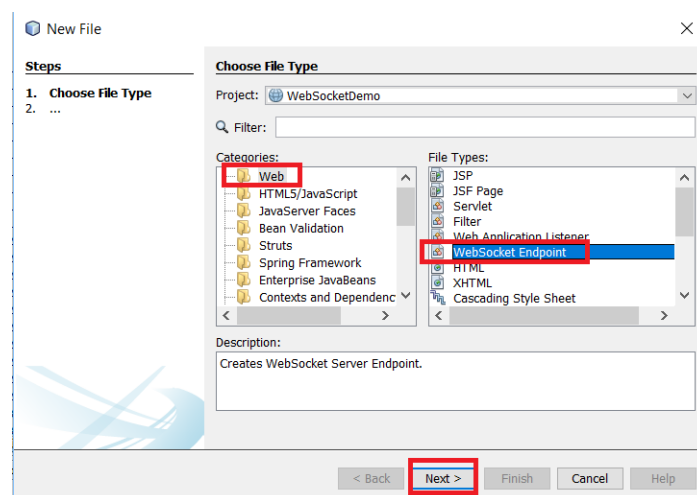 New File
Steps
1. Choose File Type
2. ...
Choose File Type
Project: WebSocketDemo
Filter:
Categories:
Web
HTML5/JavaScript
JavaServer Faces
Bean Validation
Struts
Spring Framework
Enterprise JavaBeans
Contexts and Dependenc
File Types:
JSP
JSF Page
Servlet
Filter
Web Application Listener
WebSocket Endpoint
HTML
XHTML
Cascading Style Sheet
Description:
Creates WebSocket Server Endpoint.
< Back Next > Finish Cancel Help